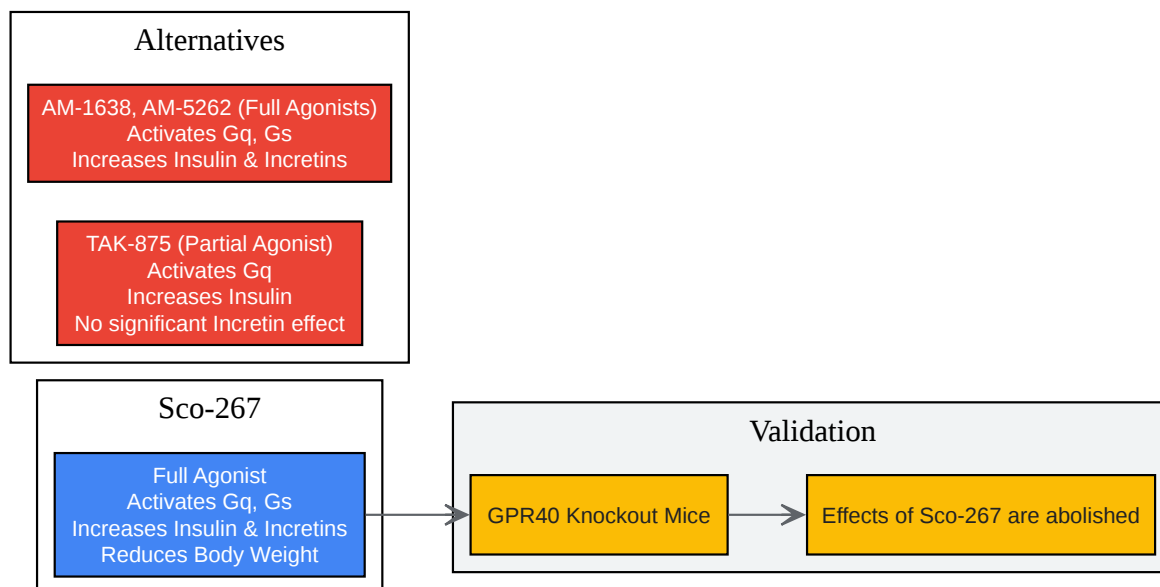 Alternatives
AM-1638, AM-5262 (Full Agonists)
Activates Gq, Gs
Increases Insulin & Incretins
TAK-875 (Partial Agonist)
Activates Gq
Increases Insulin
No significant Incretin effect
Sco-267
Full Agonist
Activates Gq, Gs
Increases Insulin & Incretins
Reduces Body Weight
Validation
GPR40 Knockout Mice
Effects of Sco-267 are abolished